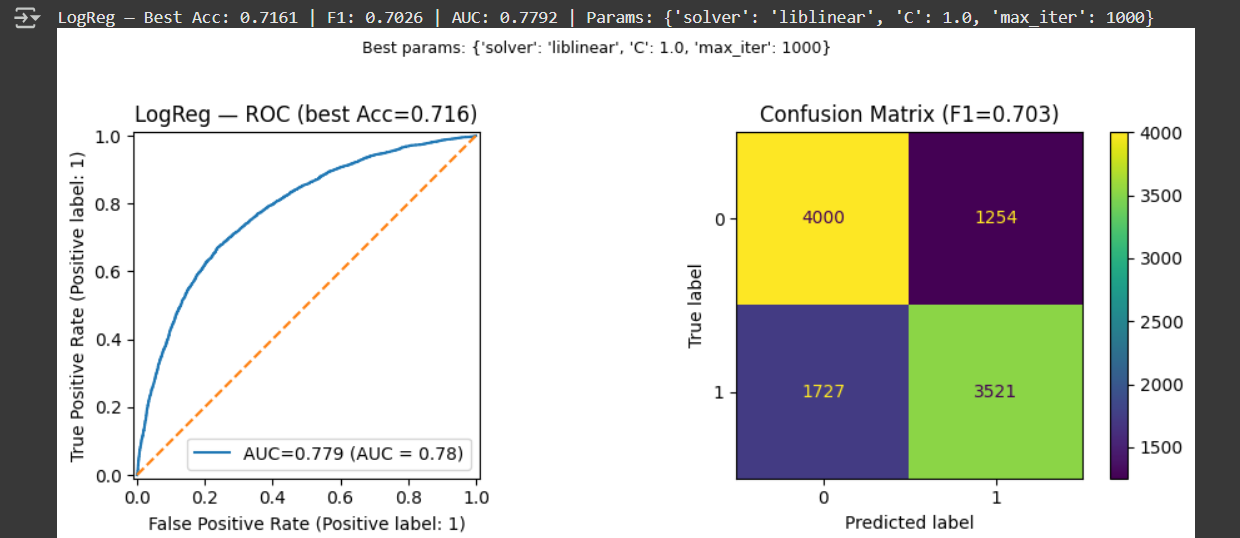 LogReg — Best Acc: 0.7161 | F1: 0.7026 | AUC: 0.7792 | Params: {'solver': 'liblinear', 'C': 1.0, 'max_iter': 1000}
Best params: {'solver': 'liblinear', 'C': 1.0, 'max_iter': 1000}
LogReg — ROC (best Acc=0.716)
True Positive Rate (Positive label: 1)
1.0
0.8
0.6
0.4
0.2
0.0
AUC=0.779 (AUC = 0.78)
0.0 0.2 0.4 0.6 0.8 1.0
False Positive Rate (Positive label: 1)
Confusion Matrix (F1=0.703)
True label
0
1
4000 1254
1727 3521
0 1
Predicted label
4000
3500
3000
2500
2000
1500